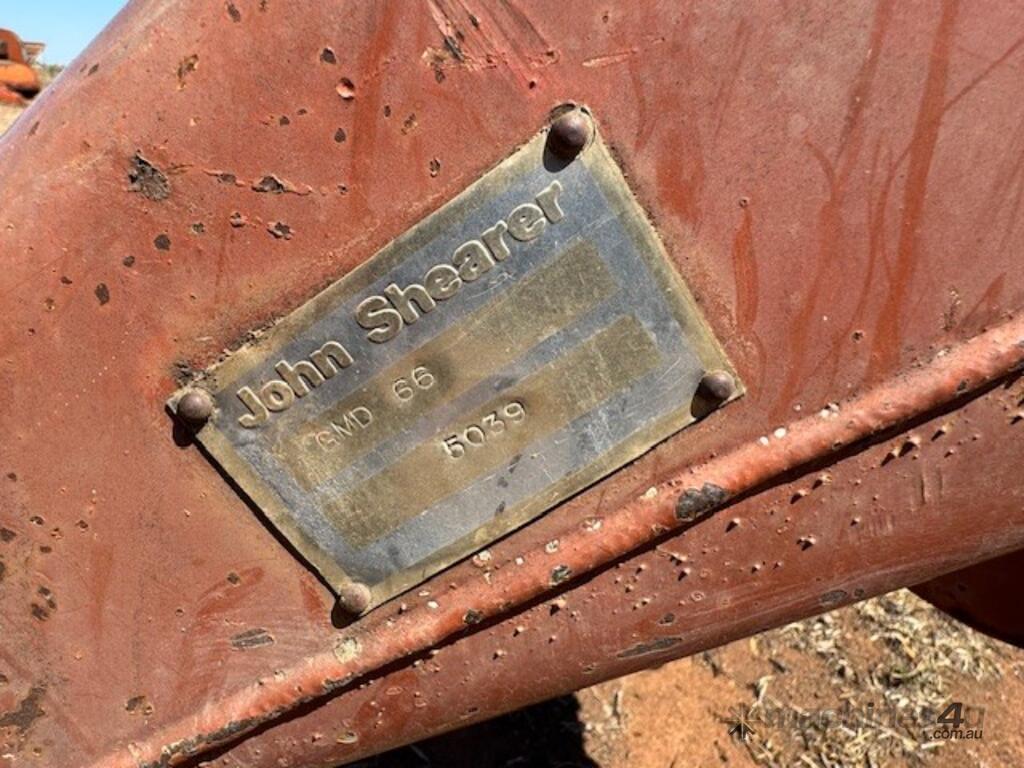 John Shearer
GMD 66
5039
machines4u
.com.au